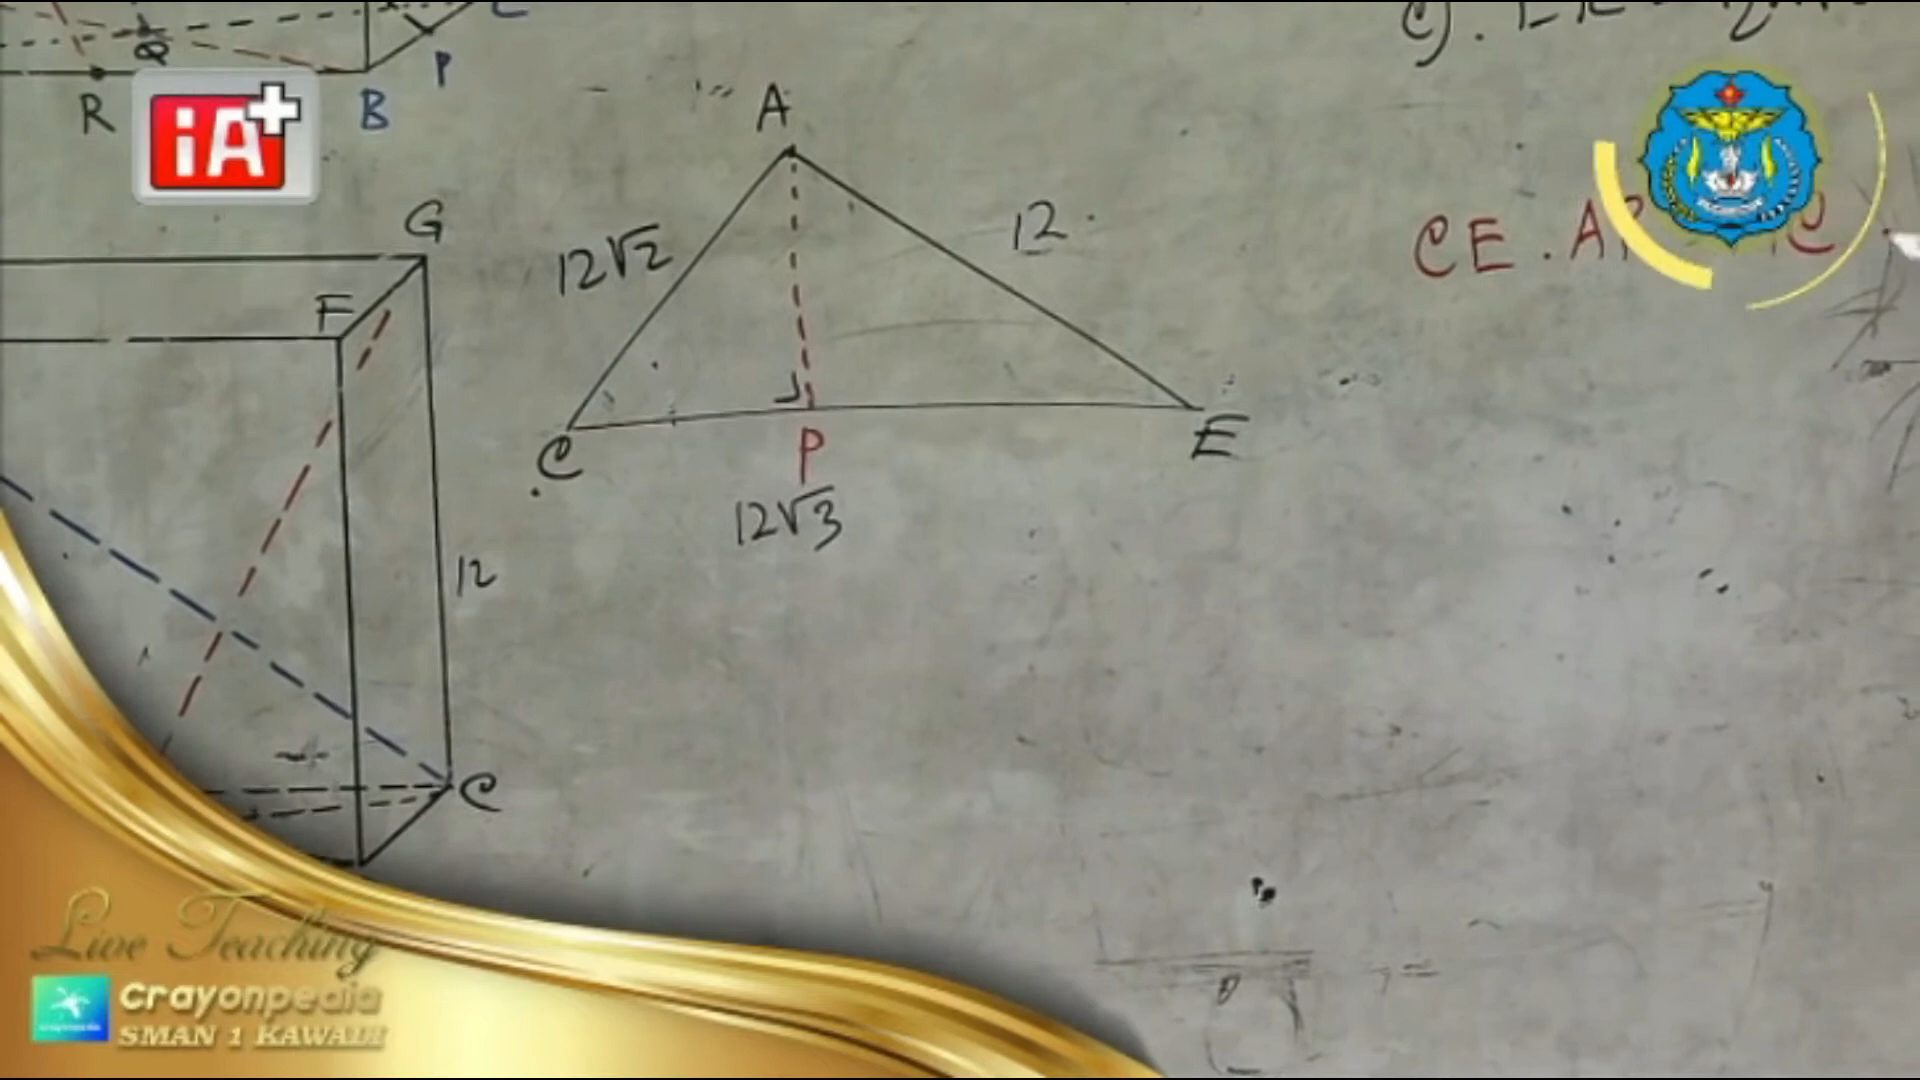 Q
R
B
P
iA+
A
G
F
12√2
12
CE . A
C
P
E
12√3
12
C
Live Teaching
Crayonpedia
SMAN 1 KAWALI